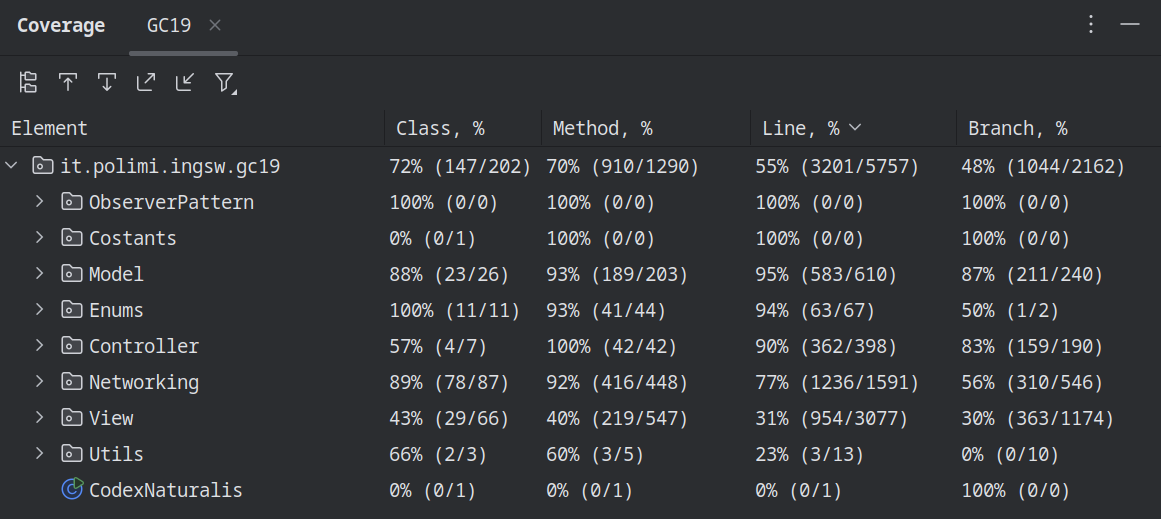 Coverage GC19
Element Class, % Method, % Line, % Branch, %
it.polimi.ingsw.gc19 72% (147/202) 70% (910/1290) 55% (3201/5757) 48% (1044/2162)
ObserverPattern 100% (0/0) 100% (0/0) 100% (0/0) 100% (0/0)
Costants 0% (0/1) 100% (0/0) 100% (0/0) 100% (0/0)
Model 88% (23/26) 93% (189/203) 95% (583/610) 87% (211/240)
Enums 100% (11/11) 93% (41/44) 94% (63/67) 50% (1/2)
Controller 57% (4/7) 100% (42/42) 90% (362/398) 83% (159/190)
Networking 89% (78/87) 92% (416/448) 77% (1236/1591) 56% (310/546)
View 43% (29/66) 40% (219/547) 31% (954/3077) 30% (363/1174)
Utils 66% (2/3) 60% (3/5) 23% (3/13) 0% (0/10)
CodexNaturalis 0% (0/1) 0% (0/1) 0% (0/1) 100% (0/0)